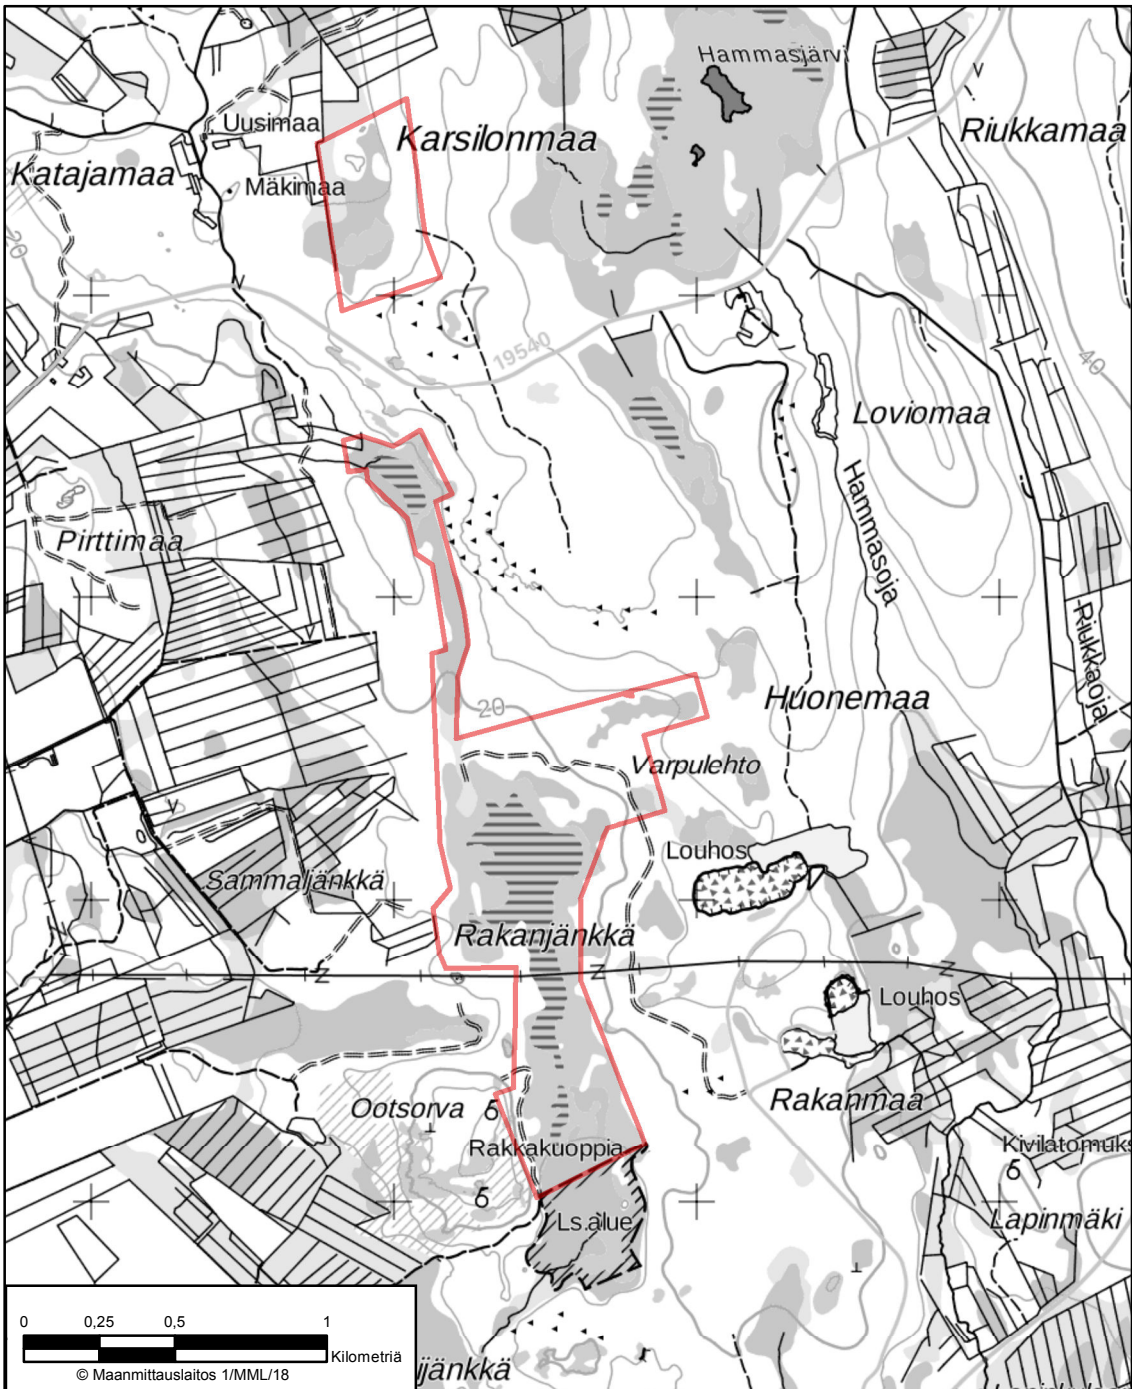 Hammasjärvi
Uusimaa
Karsilonmaa
Riukkamaa
Katajamaa
Mäkimaa
20
19540
40
Loviomaa
Hammasoja
Pirttimaa
Riukkaoja
20
Huonemaa
Varpulehto
Louhos
Sammaljänkkä
Rakanjänkkä
Louhos
Ootsorva
Rakanmaa
Rakkakuoppia
Kivilatomuks
Ls.alue
Lapinmäki
0 0,25 0,5 1
Kilometriä
© Maanmittauslaitos 1/MML/18
ijänkkä